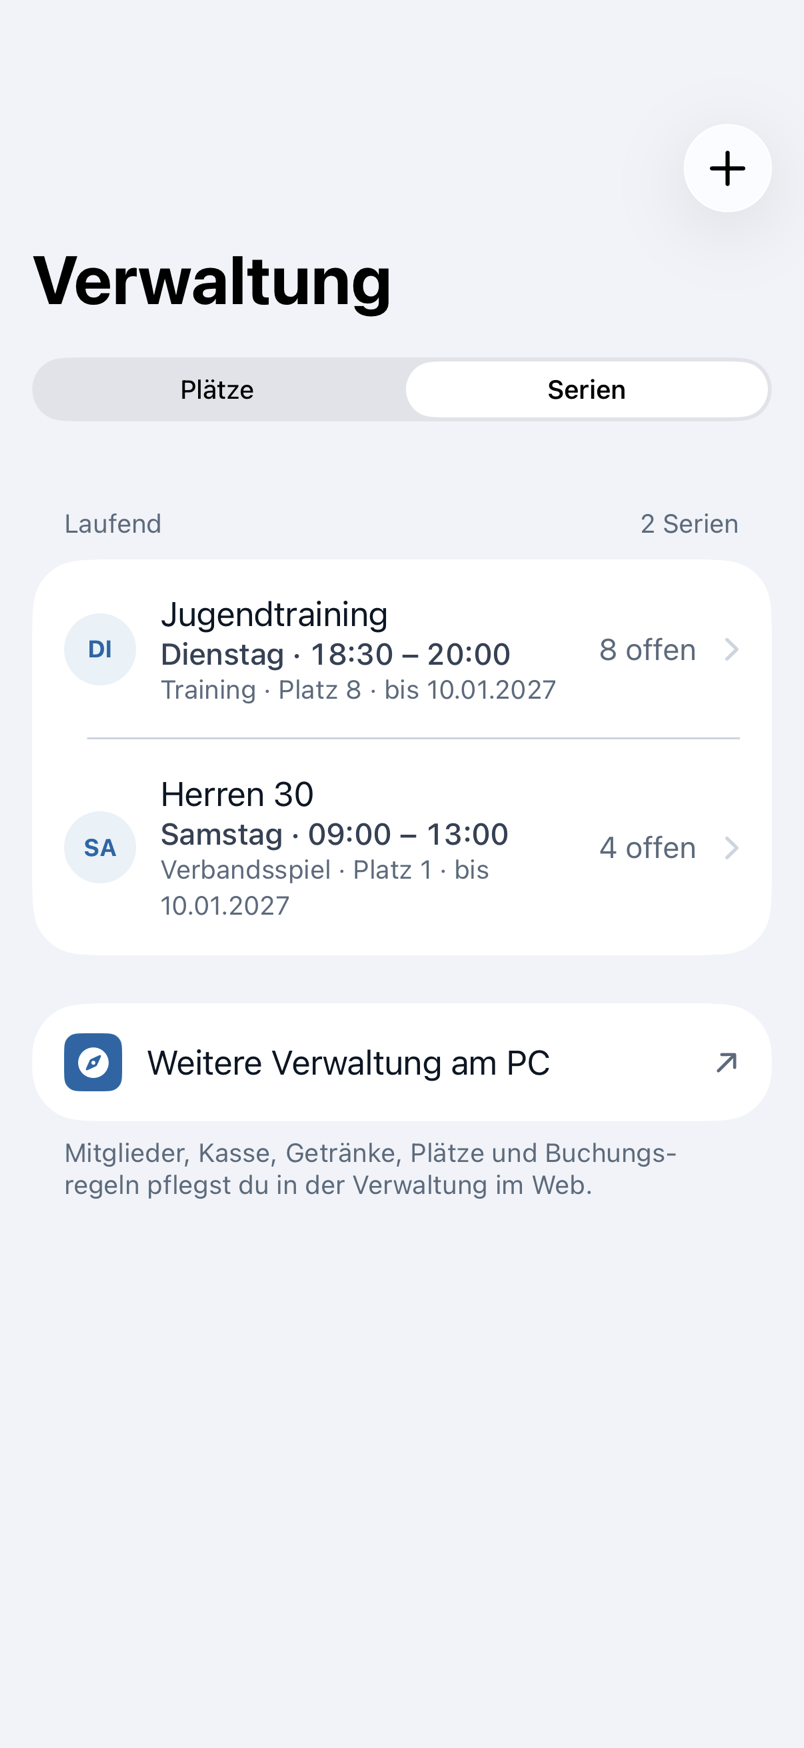 Verwaltung
Plätze
Serien
Laufend
2 Serien
DI
Jugendtraining
Dienstag · 18:30 – 20:00
Training · Platz 8 · bis 10.01.2027
8 offen
SA
Herren 30
Samstag · 09:00 – 13:00
Verbandsspiel · Platz 1 · bis
10.01.2027
4 offen
Weitere Verwaltung am PC
Mitglieder, Kasse, Getränke, Plätze und Buchungs-
regeln pflegst du in der Verwaltung im Web.